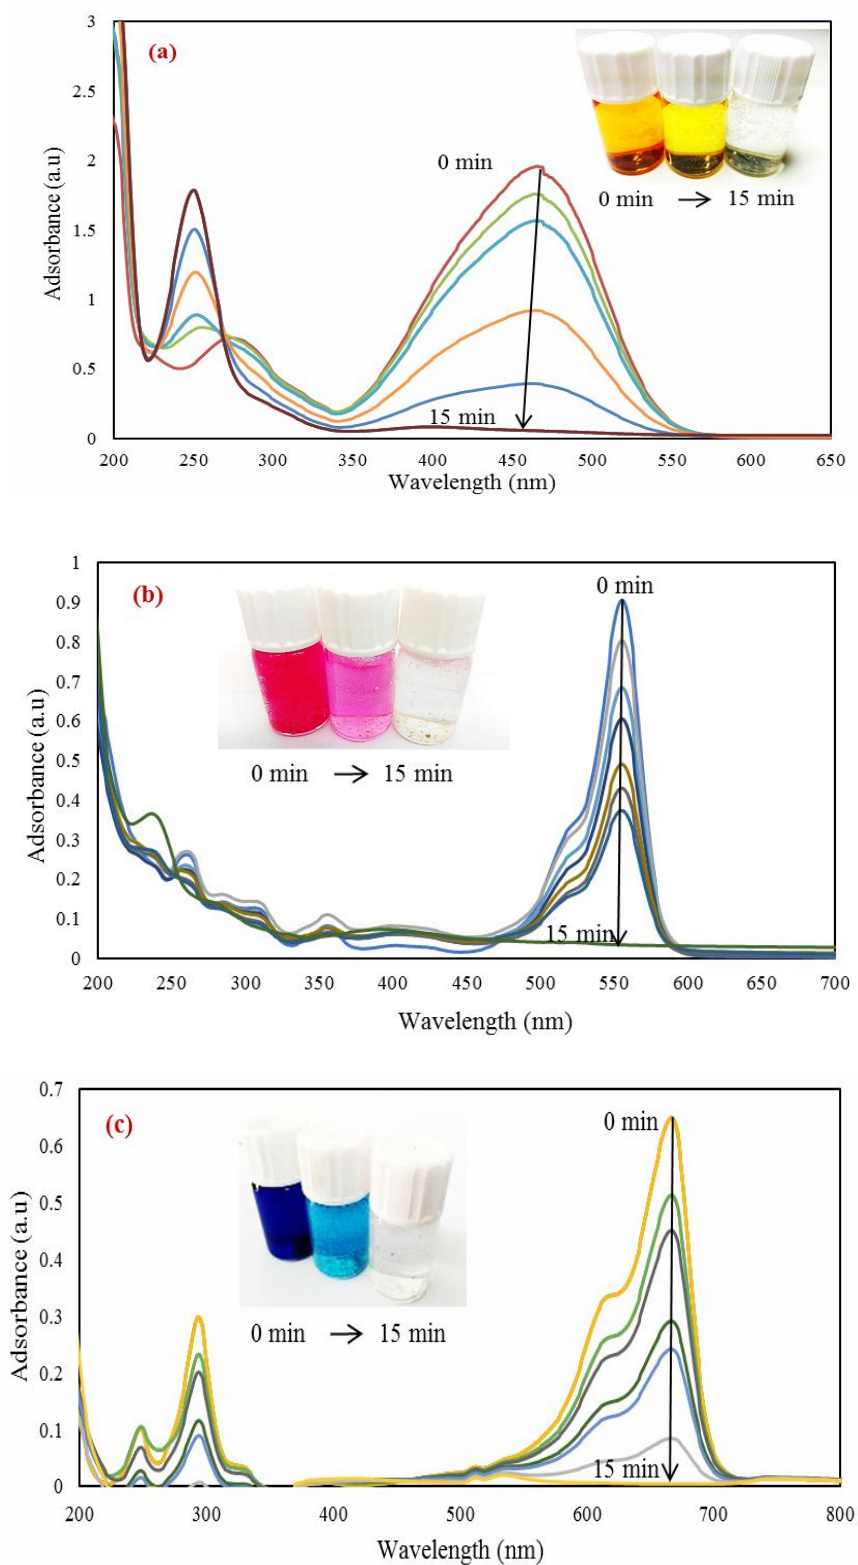 (a)
3
2
1.5
1
0.5
0
Adsorbance (a.u)
0 min
15 min
0 min → 15 min
200 250 300 350 400 450 500 550 600 650
Wavelength (nm)
(b)
1
0.9
0.8
0.7
0.6
0.5
0.4
0.3
0.2
0.1
0
Adsorbance (a.u)
0 min
15 min
0 min → 15 min
200 250 300 350 400 450 500 550 600 650 700
Wavelength (nm)
(c)
0.7
0.6
0.5
0.4
0.3
0.2
0.1
0
Adsorbance (a.u)
0 min
15 min
0 min → 15 min
200 300 400 500 600 700 800
Wavelength (nm)